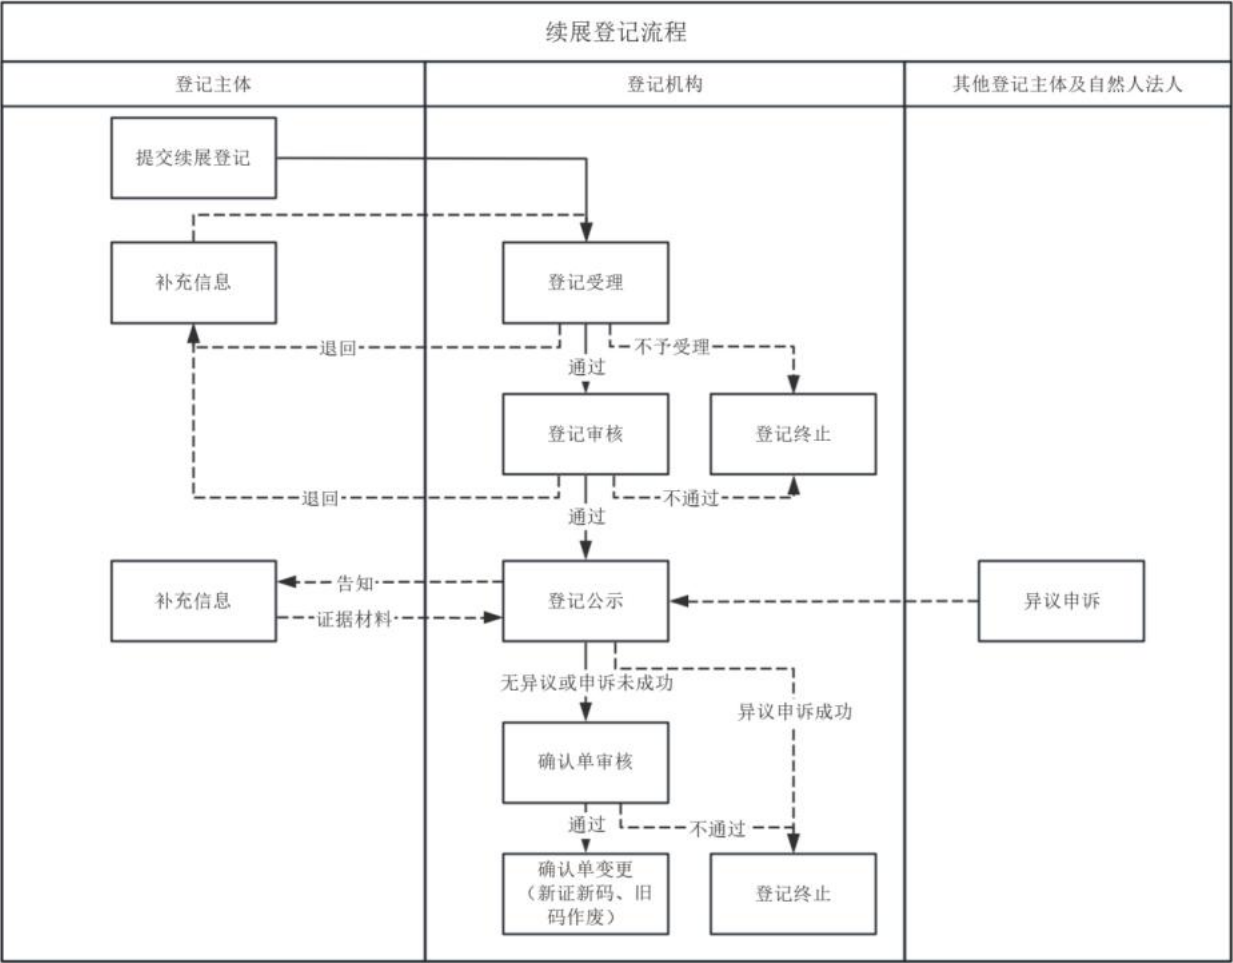 续展登记流程
登记主体
登记机构
其他登记主体及自然人法人
提交续展登记
补充信息
登记受理
退回
不予受理
通过
登记审核
登记终止
退回
不通过
通过
告知
补充信息
登记公示
异议申诉
证据材料
无异议或申诉未成功
异议申诉成功
确认单审核
通过
不通过
确认单变更
（新证新码、旧
码作废）
登记终止